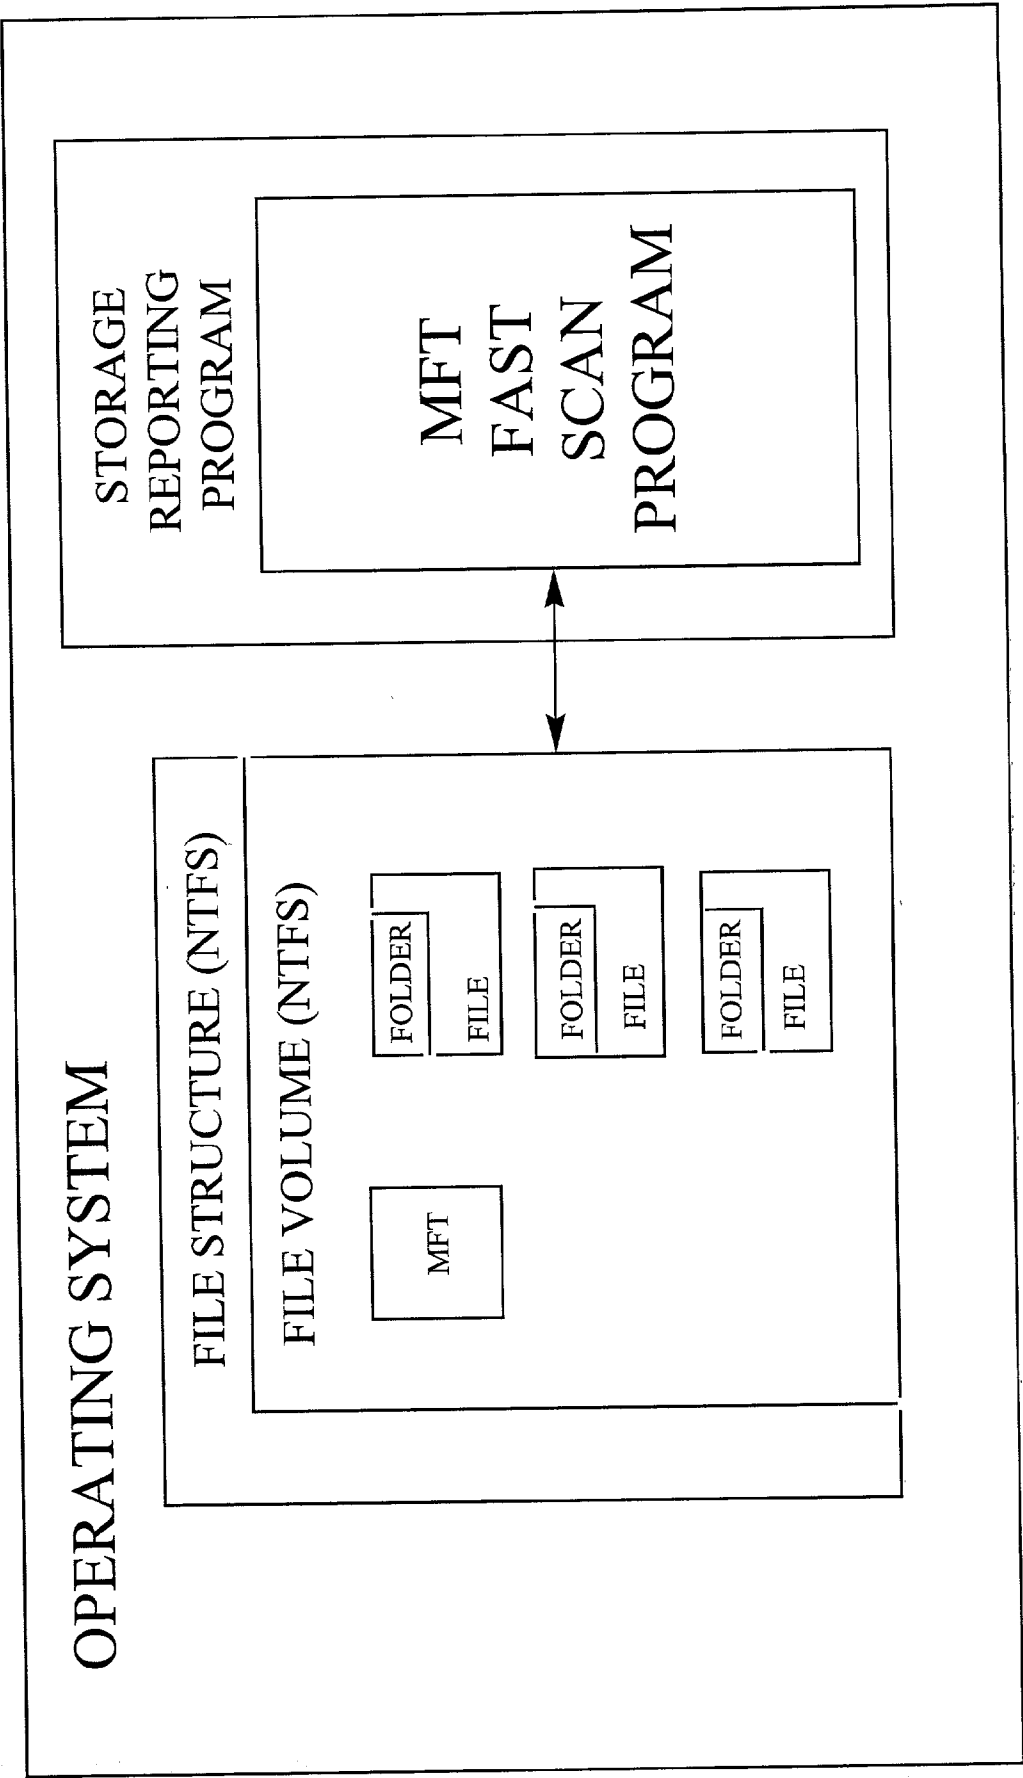 OPERATING SYSTEM
FILE STRUCTURE (NTFS)
FILE VOLUME (NTFS)
MFT
FOLDER
FILE
FOLDER
FILE
FOLDER
FILE
STORAGE
REPORTING
PROGRAM
MFT
FAST
SCAN
PROGRAM